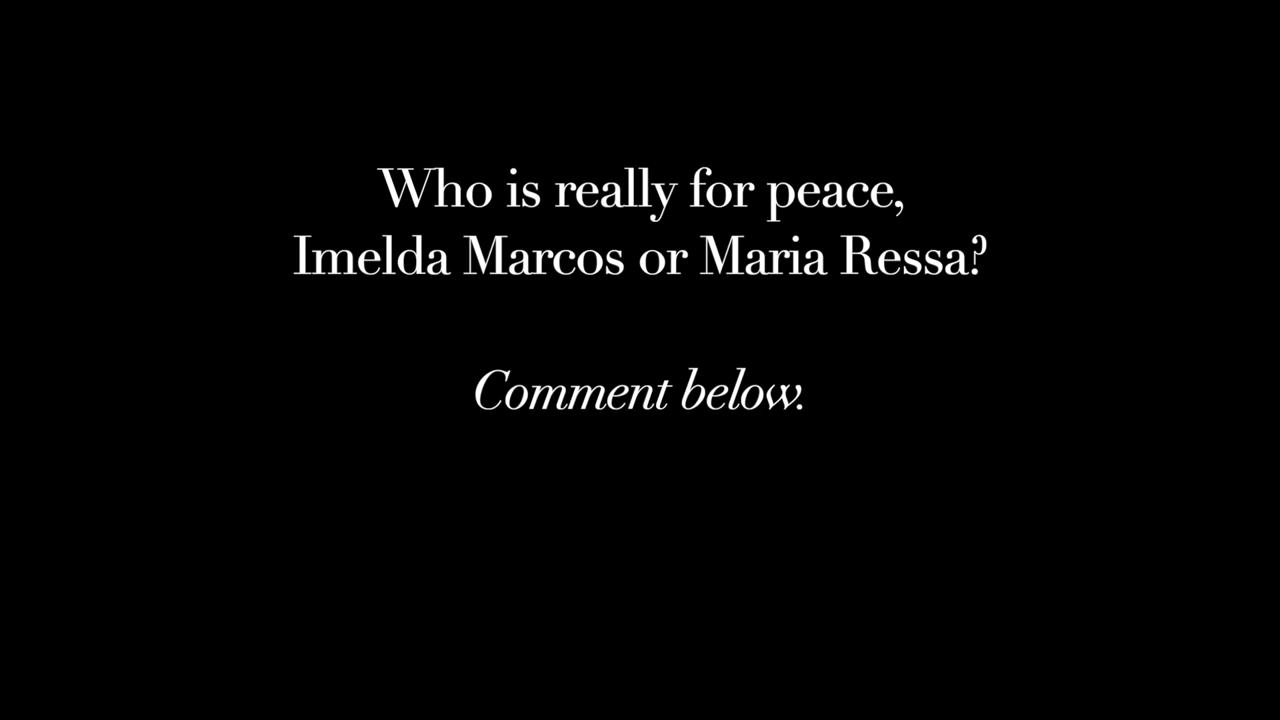 Who is really for peace,
Imelda Marcos or Maria Ressa?
Comment below.